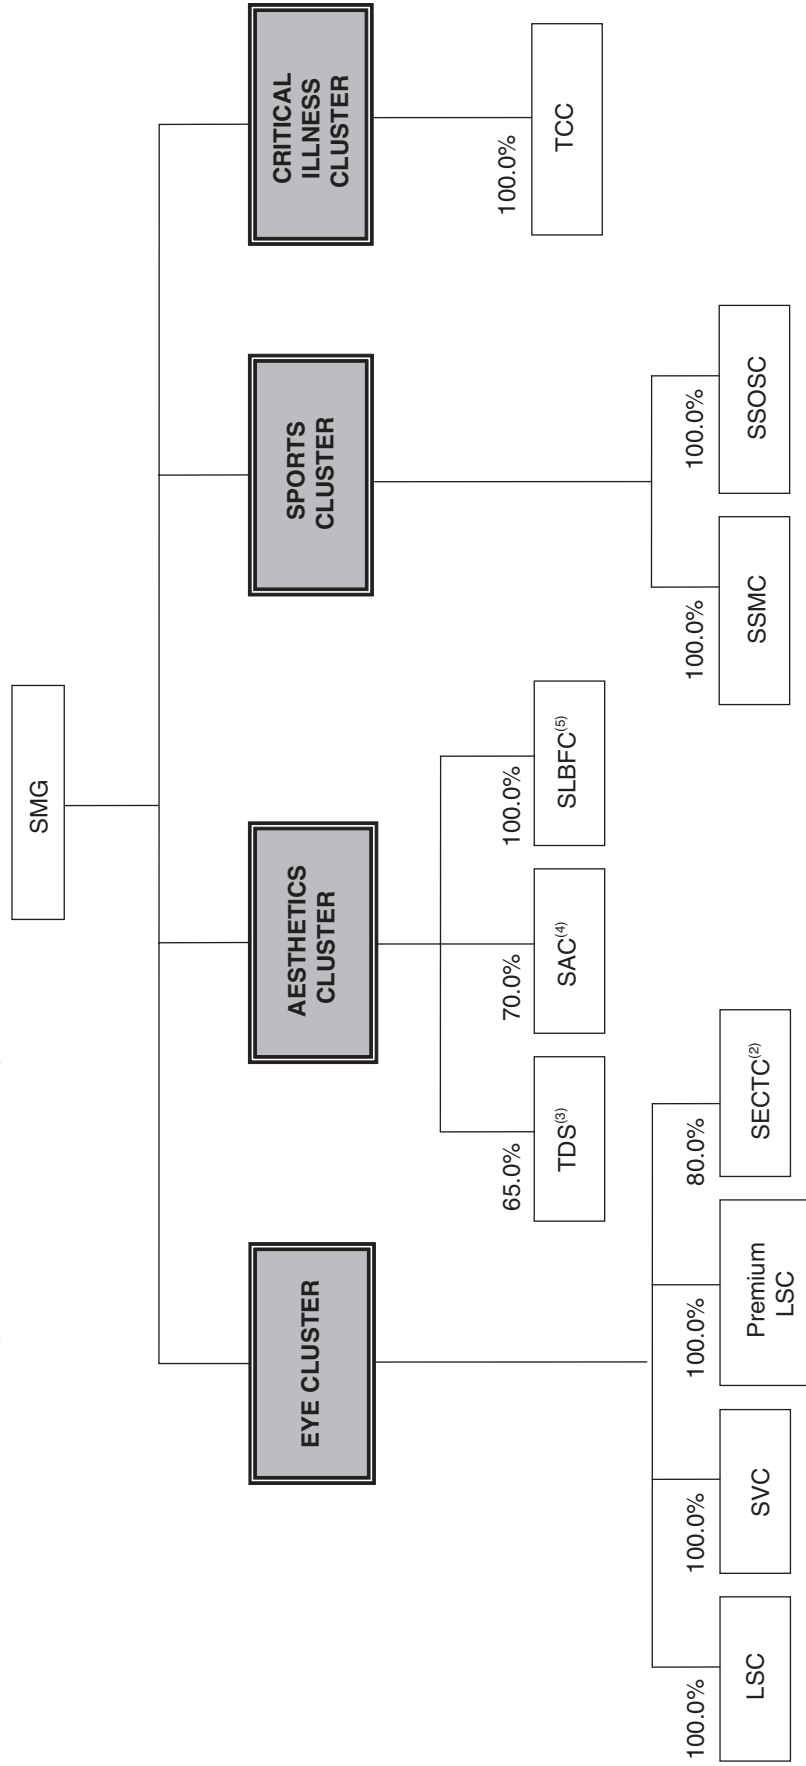 SMG
EYE CLUSTER
AESTHETICS
CLUSTER
SPORTS
CLUSTER
CRITICAL
ILLNESS
CLUSTER
65.0%
TDS(3)
70.0%
SAC(4)
100.0%
SLBFC(5)
100.0%
TCC
100.0%
LSC
100.0%
SVC
100.0%
Premium
LSC
80.0%
SECTC(2)
100.0%
SSMC
100.0%
SSOSC